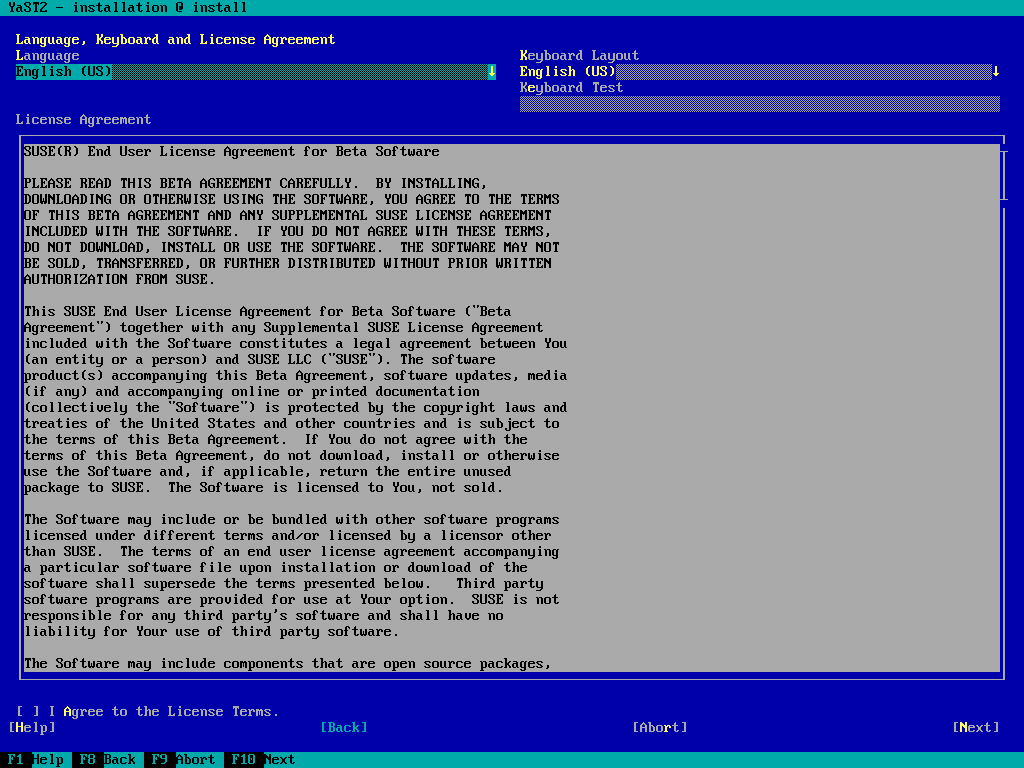 YaST2 - installation @ install
Language, Keyboard and License Agreement
Language
Keyboard Layout
English (US)
English (US)
Keyboard Test
License Agreement
SUSE(R) End User License Agreement for Beta Software
PLEASE READ THIS BETA AGREEMENT CAREFULLY.  BY INSTALLING,
DOWNLOADING OR OTHERWISE USING THE SOFTWARE, YOU AGREE TO THE TERMS
OF THIS BETA AGREEMENT AND ANY SUPPLEMENTAL SUSE LICENSE AGREEMENT
INCLUDED WITH THE SOFTWARE.  IF YOU DO NOT AGREE WITH THESE TERMS,
DO NOT DOWNLOAD, INSTALL OR USE THE SOFTWARE.  THE SOFTWARE MAY NOT
BE SOLD, TRANSFERRED, OR FURTHER DISTRIBUTED WITHOUT PRIOR WRITTEN
AUTHORIZATION FROM SUSE.
This SUSE End User License Agreement for Beta Software ("Beta
Agreement") together with any Supplemental SUSE License Agreement
included with the Software constitutes a legal agreement between You
(an entity or a person) and SUSE LLC ("SUSE"). The software
product(s) accompanying this Beta Agreement, software updates, media
(if any) and accompanying online or printed documentation
(collectively the "Software") is protected by the copyright laws and
treaties of the United States and other countries and is subject to
the terms of this Beta Agreement.  If You do not agree with the
terms of this Beta Agreement, do not download, install or otherwise
use the Software and, if applicable, return the entire unused
package to SUSE.  The Software is licensed to You, not sold.
The Software may include or be bundled with other software programs
licensed under different terms and/or licensed by a licensor other
than SUSE.  The terms of an end user license agreement accompanying
a particular software file upon installation or download of the
software shall supersede the terms presented below.   Third party
software programs are provided for use at Your option.  SUSE is not
responsible for any third party's software and shall have no
liability for Your use of third party software.
The Software may include components that are open source packages,
[ ] I Agree to the License Terms.
[Help] [Back] [Abort] [Next]
F1 Help F8 Back F9 Abort F10 Next